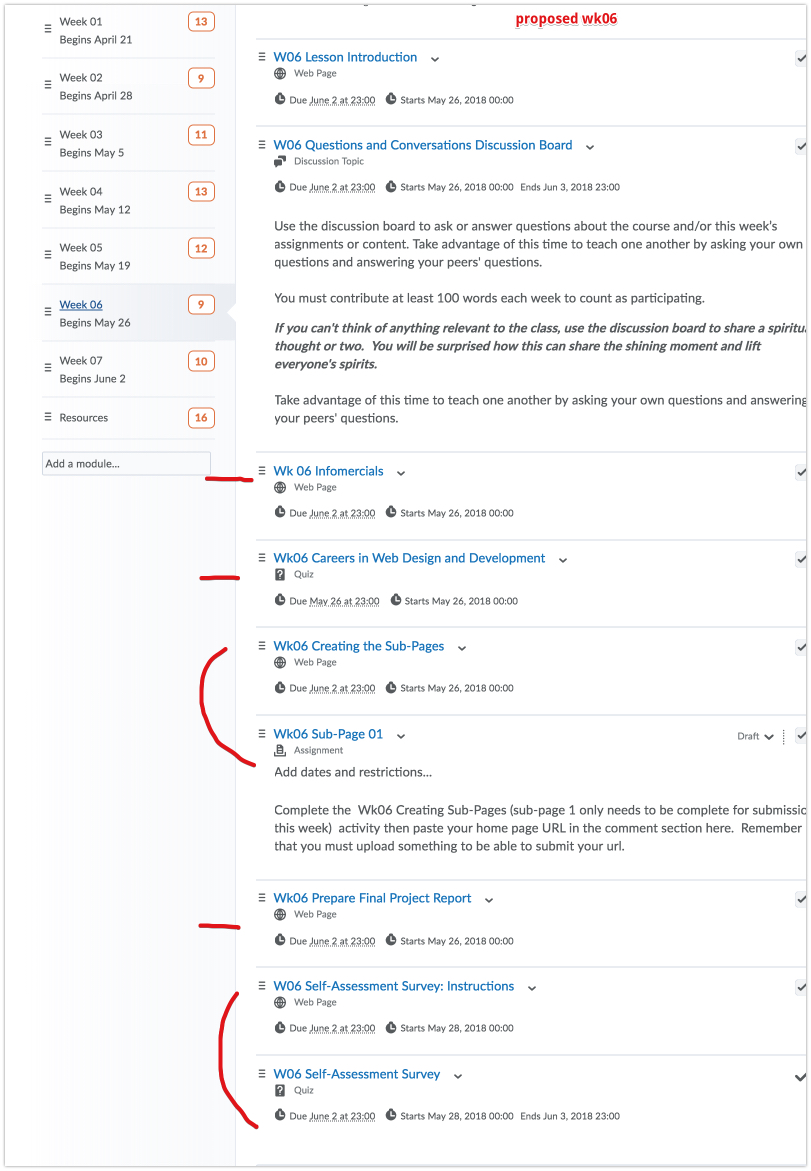 proposed wk06
Week 01
13
Begins April 21
Week 02
9
Begins April 28
Week 03
11
Begins May 5
Week 04
13
Begins May 12
Week 05
12
Begins May 19
Week 06
9
Begins May 26
Week 07
10
Begins June 2
Resources
16
Add a module...
W06 Lesson Introduction
Web Page
Due June 2 at 23:00 Starts May 26, 2018 00:00
W06 Questions and Conversations Discussion Board
Discussion Topic
Due June 2 at 23:00 Starts May 26, 2018 00:00 Ends Jun 3, 2018 23:00
Use the discussion board to ask or answer questions about the course and/or this week's
assignments or content. Take advantage of this time to teach one another by asking your own
questions and answering your peers' questions.
You must contribute at least 100 words each week to count as participating.
If you can't think of anything relevant to the class, use the discussion board to share a spiritu
thought or two. You will be surprised how this can share the shining moment and lift
everyone's spirits.
Take advantage of this time to teach one another by asking your own questions and answering
your peers' questions.
Wk 06 Infomercials
Web Page
Due June 2 at 23:00 Starts May 26, 2018 00:00
Wk06 Careers in Web Design and Development
Quiz
Due May 26 at 23:00 Starts May 26, 2018 00:00
Wk06 Creating the Sub-Pages
Web Page
Due June 2 at 23:00 Starts May 26, 2018 00:00
Wk06 Sub-Page 01
Draft
Assignment
Add dates and restrictions...
Complete the Wk06 Creating Sub-Pages (sub-page 1 only needs to be complete for submissio
this week) activity then paste your home page URL in the comment section here. Remember
that you must upload something to be able to submit your url.
Wk06 Prepare Final Project Report
Web Page
Due June 2 at 23:00 Starts May 26, 2018 00:00
W06 Self-Assessment Survey: Instructions
Web Page
Due June 2 at 23:00 Starts May 28, 2018 00:00
W06 Self-Assessment Survey
Quiz
Due June 2 at 23:00 Starts May 28, 2018 00:00 Ends Jun 3, 2018 23:00